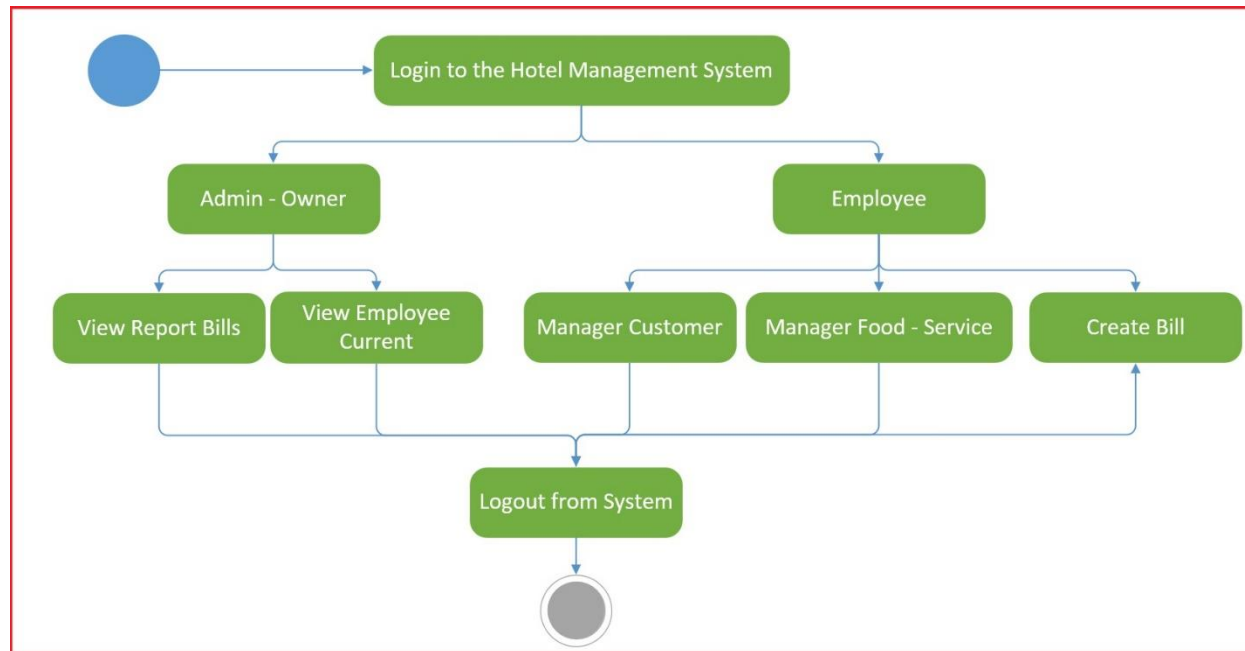 Login to the Hotel Management System
Admin - Owner
Employee
View Report Bills
View Employee
Current
Manager Customer
Manager Food - Service
Create Bill
Logout from System